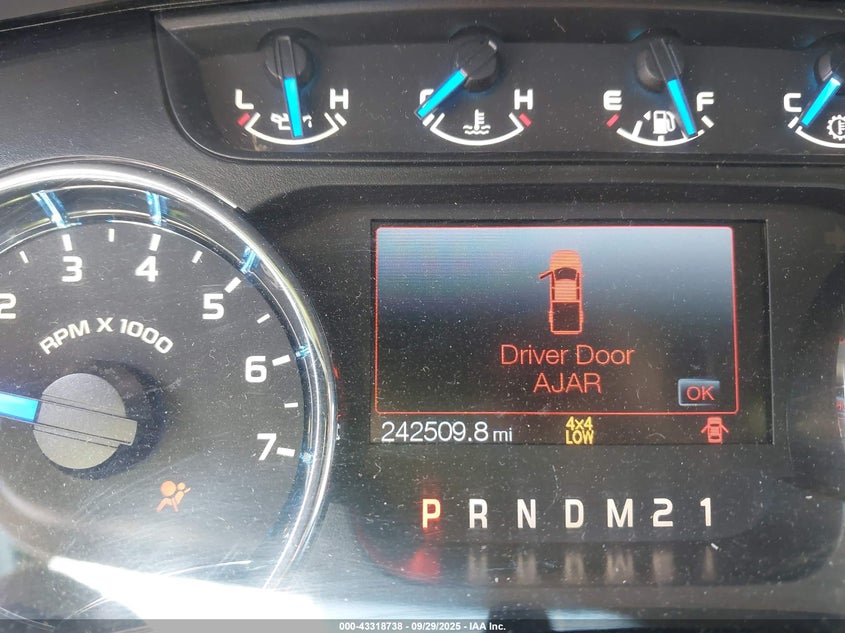 L H
C H
E F
C
2 3 4 5 6 7
RPM X 1000
Driver Door
AJAR
OK
242509.8 mi
4x4
LOW
P R N D M 2 1
000-43318738 - 09/29/2025 - IAA Inc.